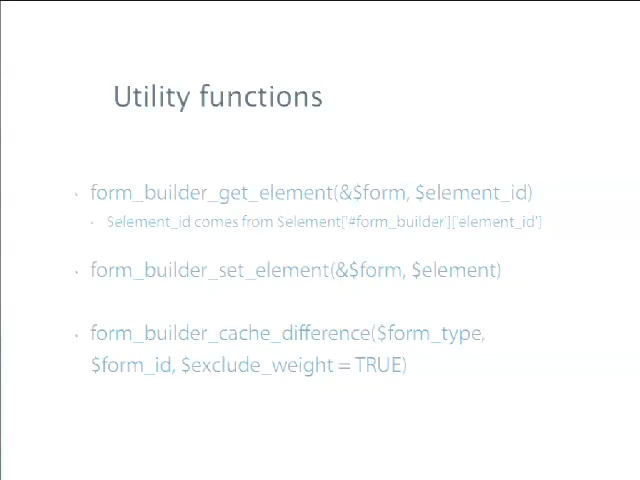 Utility functions
form_builder_get_element(&$form, $element_id)
$element_id comes from $element['#form_builder']['element_id']
form_builder_set_element(&$form, $element)
form_builder_cache_difference($form_type,
$form_id, $exclude_weight = TRUE)